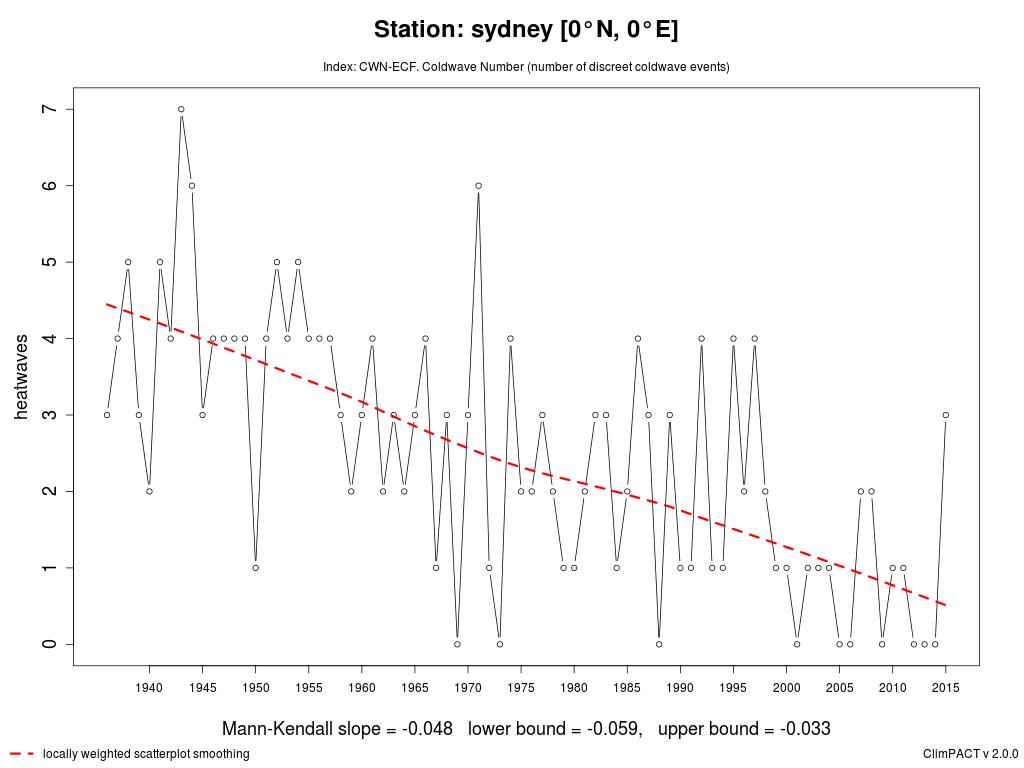 Station: sydney [0°N, 0°E]
Index: CWN-ECF. Coldwave Number (number of discreet coldwave events)
heatwaves
7
6
5
4
3
2
1
0
1940 1945 1950 1955 1960 1965 1970 1975 1980 1985 1990 1995 2000 2005 2010 2015
Mann-Kendall slope = -0.048 lower bound = -0.059, upper bound = -0.033
locally weighted scatterplot smoothing
ClimPACT v 2.0.0